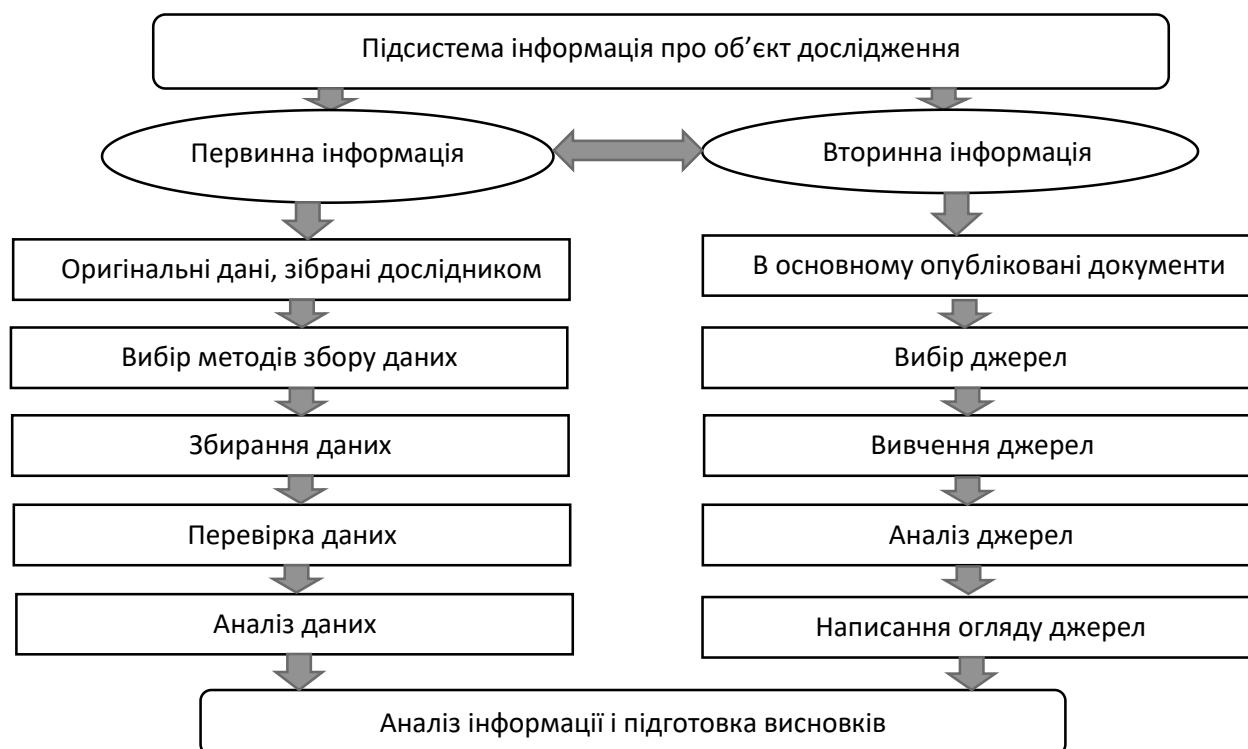 Підсистема інформація про об’єкт дослідження
Первинна інформація
Вторинна інформація
Оригінальні дані, зібрані дослідником
В основному опубліковані документи
Вибір методів збору даних
Вибір джерел
Збирання даних
Вивчення джерел
Перевірка даних
Аналіз джерел
Аналіз даних
Написання огляду джерел
Аналіз інформації і підготовка висновків